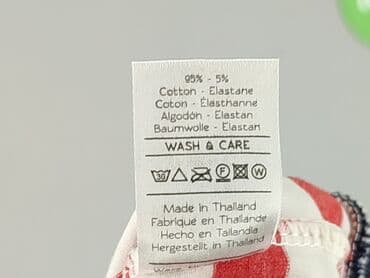 95% - 5%
Cotton - Elastane
Coton - Élasthanne
Algodón - Elastan
Baumwolle - Elastan
WASH & CARE
30 F W
Made in Thailand
Fabriqué en Thaïlande
Hecho en Tailandia
Hergestellt in Thailand